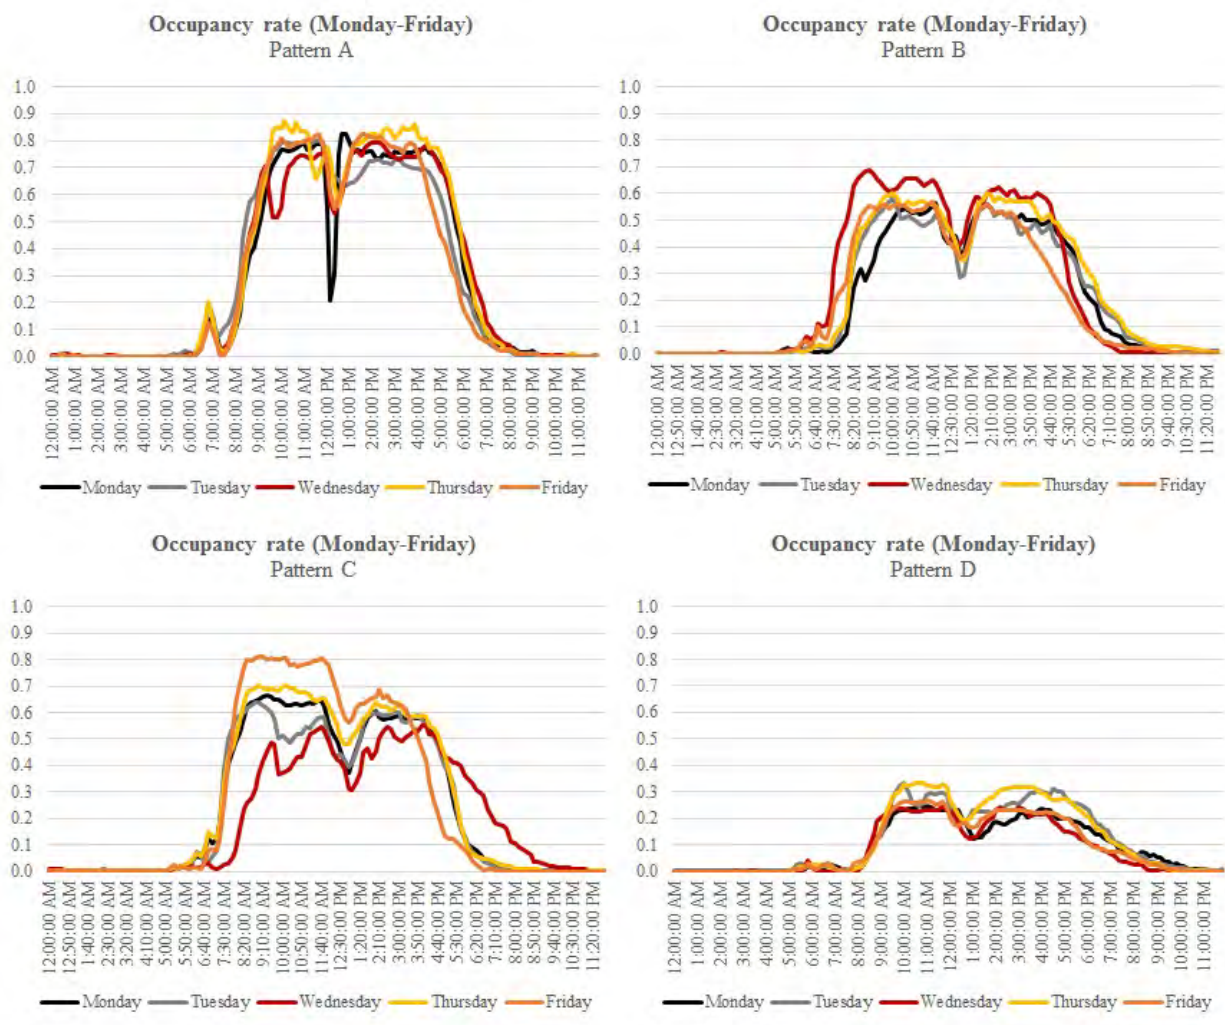 Occupancy rate (Monday-Friday)
Pattern A
1.0
0.9
0.8
0.7
0.6
0.5
0.4
0.3
0.2
0.1
0.0
12:00:00 AM
1:00:00 AM
2:00:00 AM
3:00:00 AM
4:00:00 AM
5:00:00 AM
6:00:00 AM
7:00:00 AM
8:00:00 AM
9:00:00 AM
10:00:00 AM
11:00:00 AM
12:00:00 PM
1:00:00 PM
2:00:00 PM
3:00:00 PM
4:00:00 PM
5:00:00 PM
6:00:00 PM
7:00:00 PM
8:00:00 PM
9:00:00 PM
10:00:00 PM
11:00:00 PM
Monday Tuesday Wednesday Thursday Friday
Occupancy rate (Monday-Friday)
Pattern B
1.0
0.9
0.8
0.7
0.6
0.5
0.4
0.3
0.2
0.1
0.0
12:00:00 AM
12:50:00 AM
1:40:00 AM
2:30:00 AM
3:20:00 AM
4:10:00 AM
5:00:00 AM
5:50:00 AM
6:40:00 AM
7:30:00 AM
8:20:00 AM
9:10:00 AM
10:00:00 AM
10:50:00 AM
11:40:00 AM
12:30:00 PM
1:20:00 PM
2:10:00 PM
3:00:00 PM
3:50:00 PM
4:40:00 PM
5:30:00 PM
6:20:00 PM
7:10:00 PM
8:00:00 PM
8:50:00 PM
9:40:00 PM
10:30:00 PM
11:20:00 PM
Monday Tuesday Wednesday Thursday Friday
Occupancy rate (Monday-Friday)
Pattern C
1.0
0.9
0.8
0.7
0.6
0.5
0.4
0.3
0.2
0.1
0.0
12:00:00 AM
12:50:00 AM
1:40:00 AM
2:30:00 AM
3:20:00 AM
4:10:00 AM
5:00:00 AM
5:50:00 AM
6:40:00 AM
7:30:00 AM
8:20:00 AM
9:10:00 AM
10:00:00 AM
10:50:00 AM
11:40:00 AM
12:30:00 PM
1:20:00 PM
2:10:00 PM
3:00:00 PM
3:50:00 PM
4:40:00 PM
5:30:00 PM
6:20:00 PM
7:10:00 PM
8:00:00 PM
8:50:00 PM
9:40:00 PM
10:30:00 PM
11:20:00 PM
Monday Tuesday Wednesday Thursday Friday
Occupancy rate (Monday-Friday)
Pattern D
1.0
0.9
0.8
0.7
0.6
0.5
0.4
0.3
0.2
0.1
0.0
12:00:00 AM
1:00:00 AM
2:00:00 AM
3:00:00 AM
4:00:00 AM
5:00:00 AM
6:00:00 AM
7:00:00 AM
8:00:00 AM
9:00:00 AM
10:00:00 AM
11:00:00 AM
12:00:00 PM
1:00:00 PM
2:00:00 PM
3:00:00 PM
4:00:00 PM
5:00:00 PM
6:00:00 PM
7:00:00 PM
8:00:00 PM
9:00:00 PM
10:00:00 PM
11:00:00 PM
Monday Tuesday Wednesday Thursday Friday